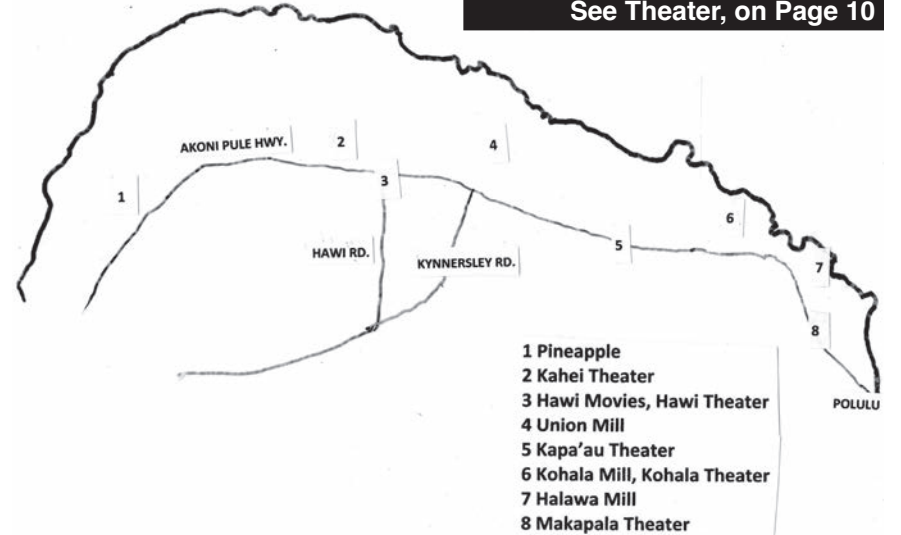 See Theater, on Page 10
AKONI PULE HWY.
2
4
3
1
6
HAWI RD.
KYNNERSLEY RD.
5
7
8
1 Pineapple
2 Kahei Theater
3 Hawi Movies, Hawi Theater
4 Union Mill
5 Kapa'au Theater
6 Kohala Mill, Kohala Theater
7 Halawa Mill
8 Makapala Theater
POLULU